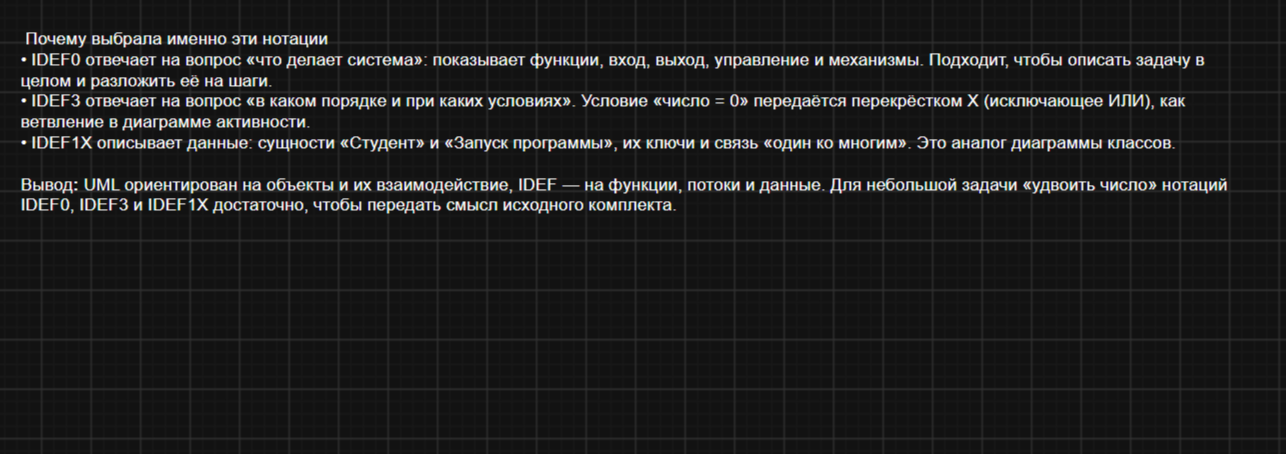 Почему выбрала именно эти нотации
• IDEF0 отвечает на вопрос «что делает система»: показывает функции, вход, выход, управление и механизмы. Подходит, чтобы описать задачу в
целом и разложить её на шаги.
• IDEF3 отвечает на вопрос «в каком порядке и при каких условиях». Условие «число = 0» передаётся перекрёстком X (исключающее ИЛИ), как
ветвление в диаграмме активности.
• IDEF1X описывает данные: сущности «Студент» и «Запуск программы», их ключи и связь «один ко многим». Это аналог диаграммы классов.
Вывод: UML ориентирован на объекты и их взаимодействие, IDEF — на функции, потоки и данные. Для небольшой задачи «удвоить число» нотаций
IDEF0, IDEF3 и IDEF1X достаточно, чтобы передать смысл исходного комплекта.